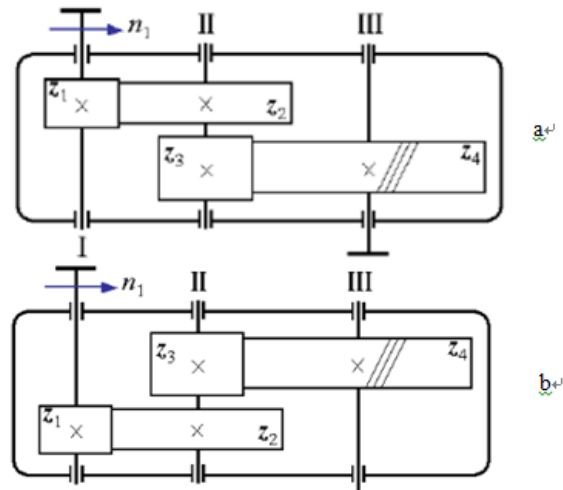 n₁ II III
z₁ z₂
z₃ z₄
a
I
n₁ II III
z₃ z₄
z₁ z₂
b